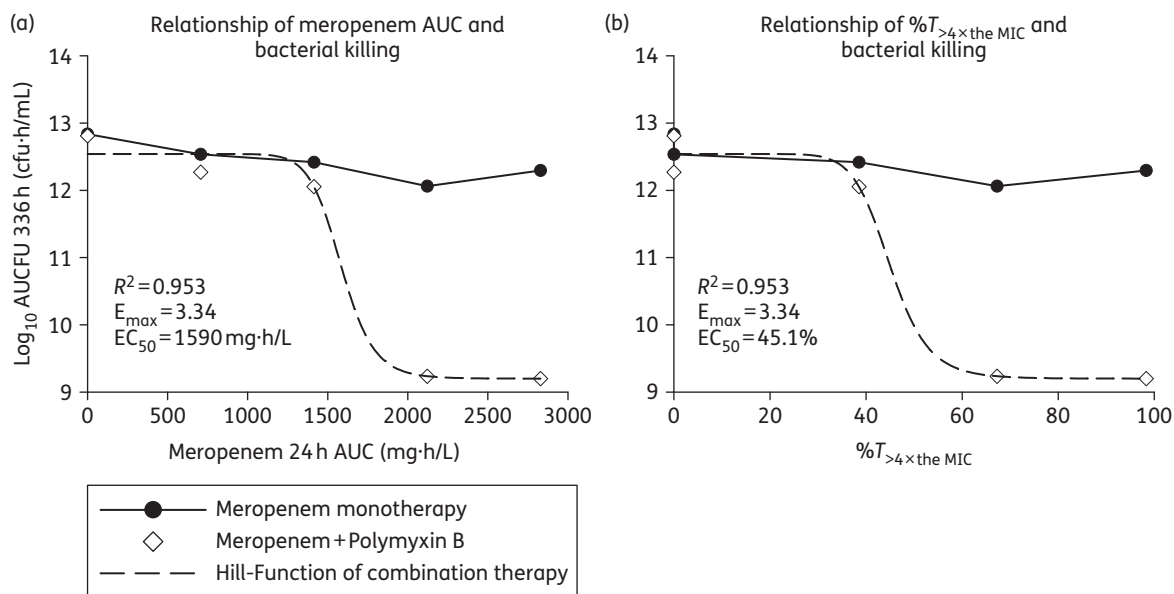 (a)
Relationship of meropenem AUC and
bacterial killing
Log10 AUCFU 336 h (cfu·h/mL)
14
13
12
11
10
9
R2=0.953
Emax=3.34
EC50=1590 mg·h/L
0
500
1000
1500
2000
2500
3000
Meropenem 24 h AUC (mg·h/L)
(b)
Relationship of %T>4×the MIC and
bacterial killing
14
13
12
11
10
9
R2=0.953
Emax=3.34
EC50=45.1%
0
20
40
60
80
100
%T>4×the MIC
Meropenem monotherapy
Meropenem+Polymyxin B
Hill-Function of combination therapy